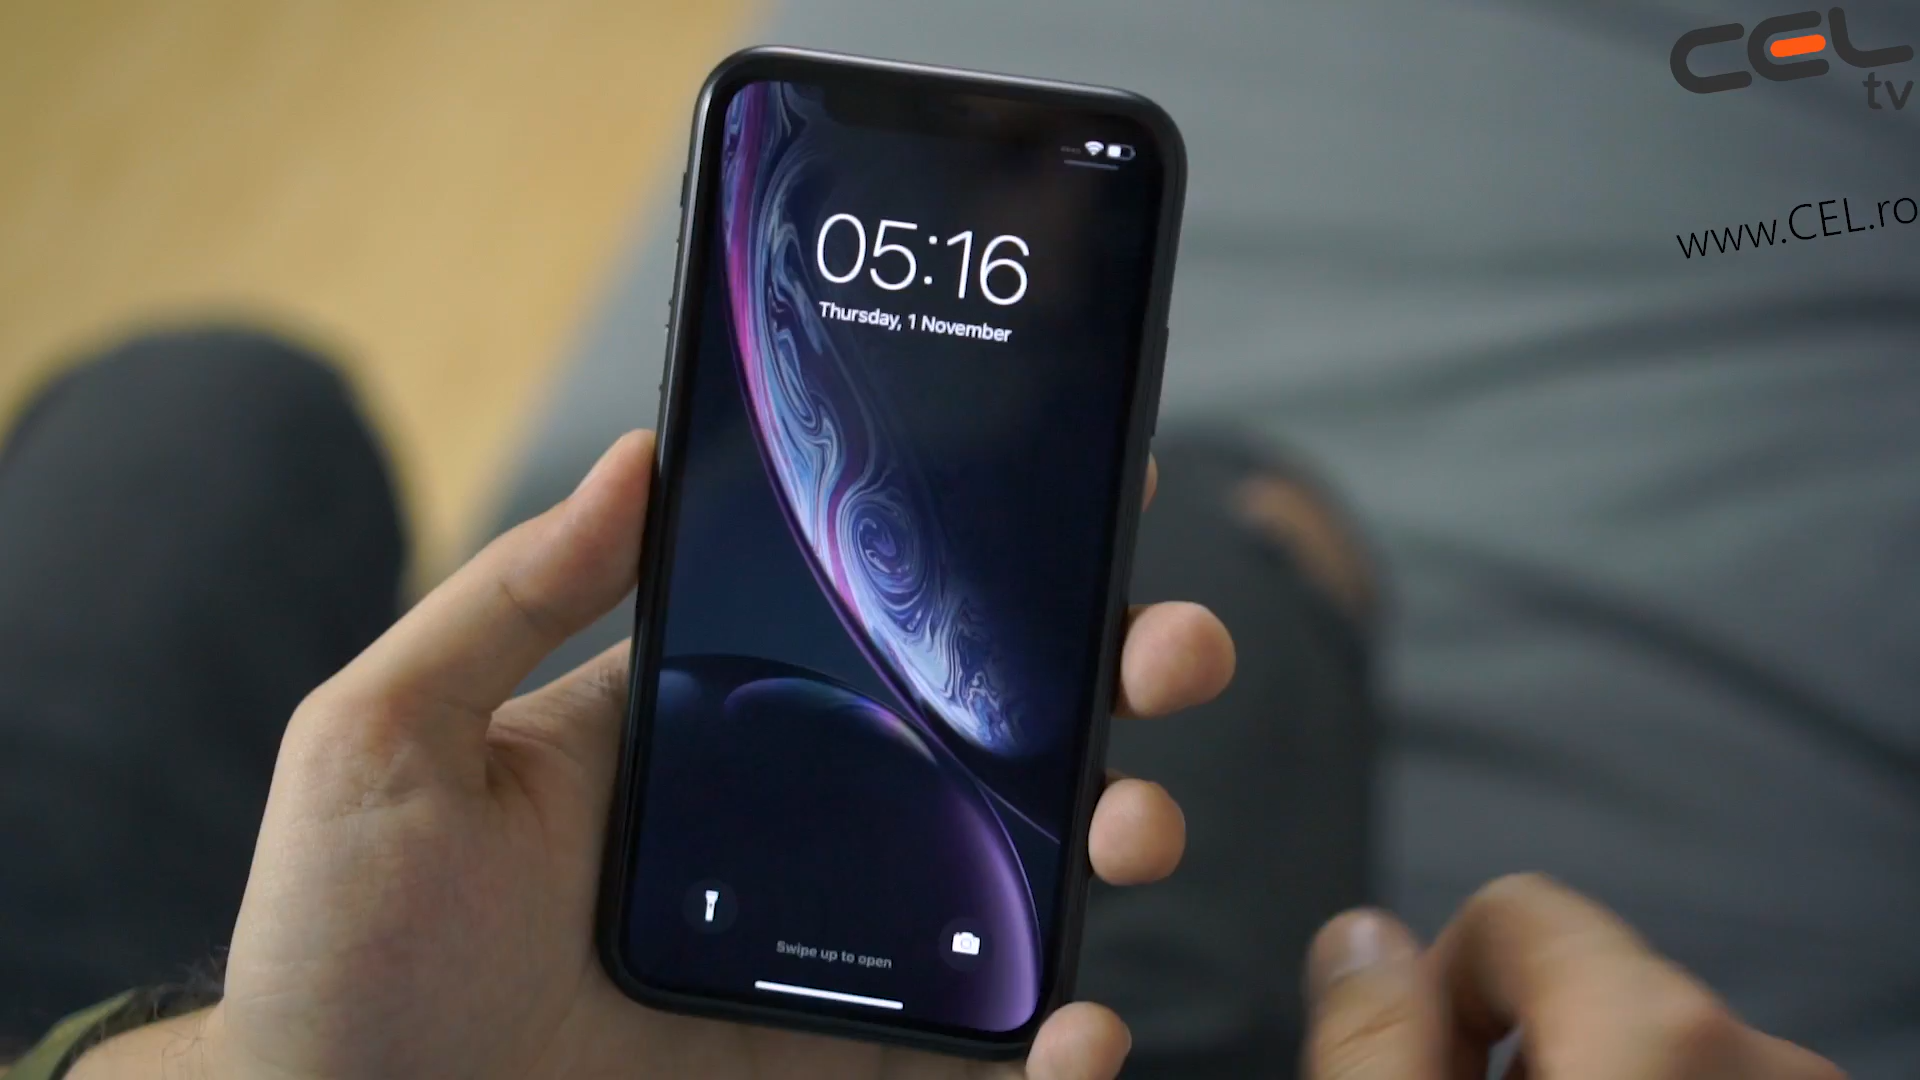 CEL
tv
www.CEL.ro
05:16
Thursday, 1 November
Swipe up to open